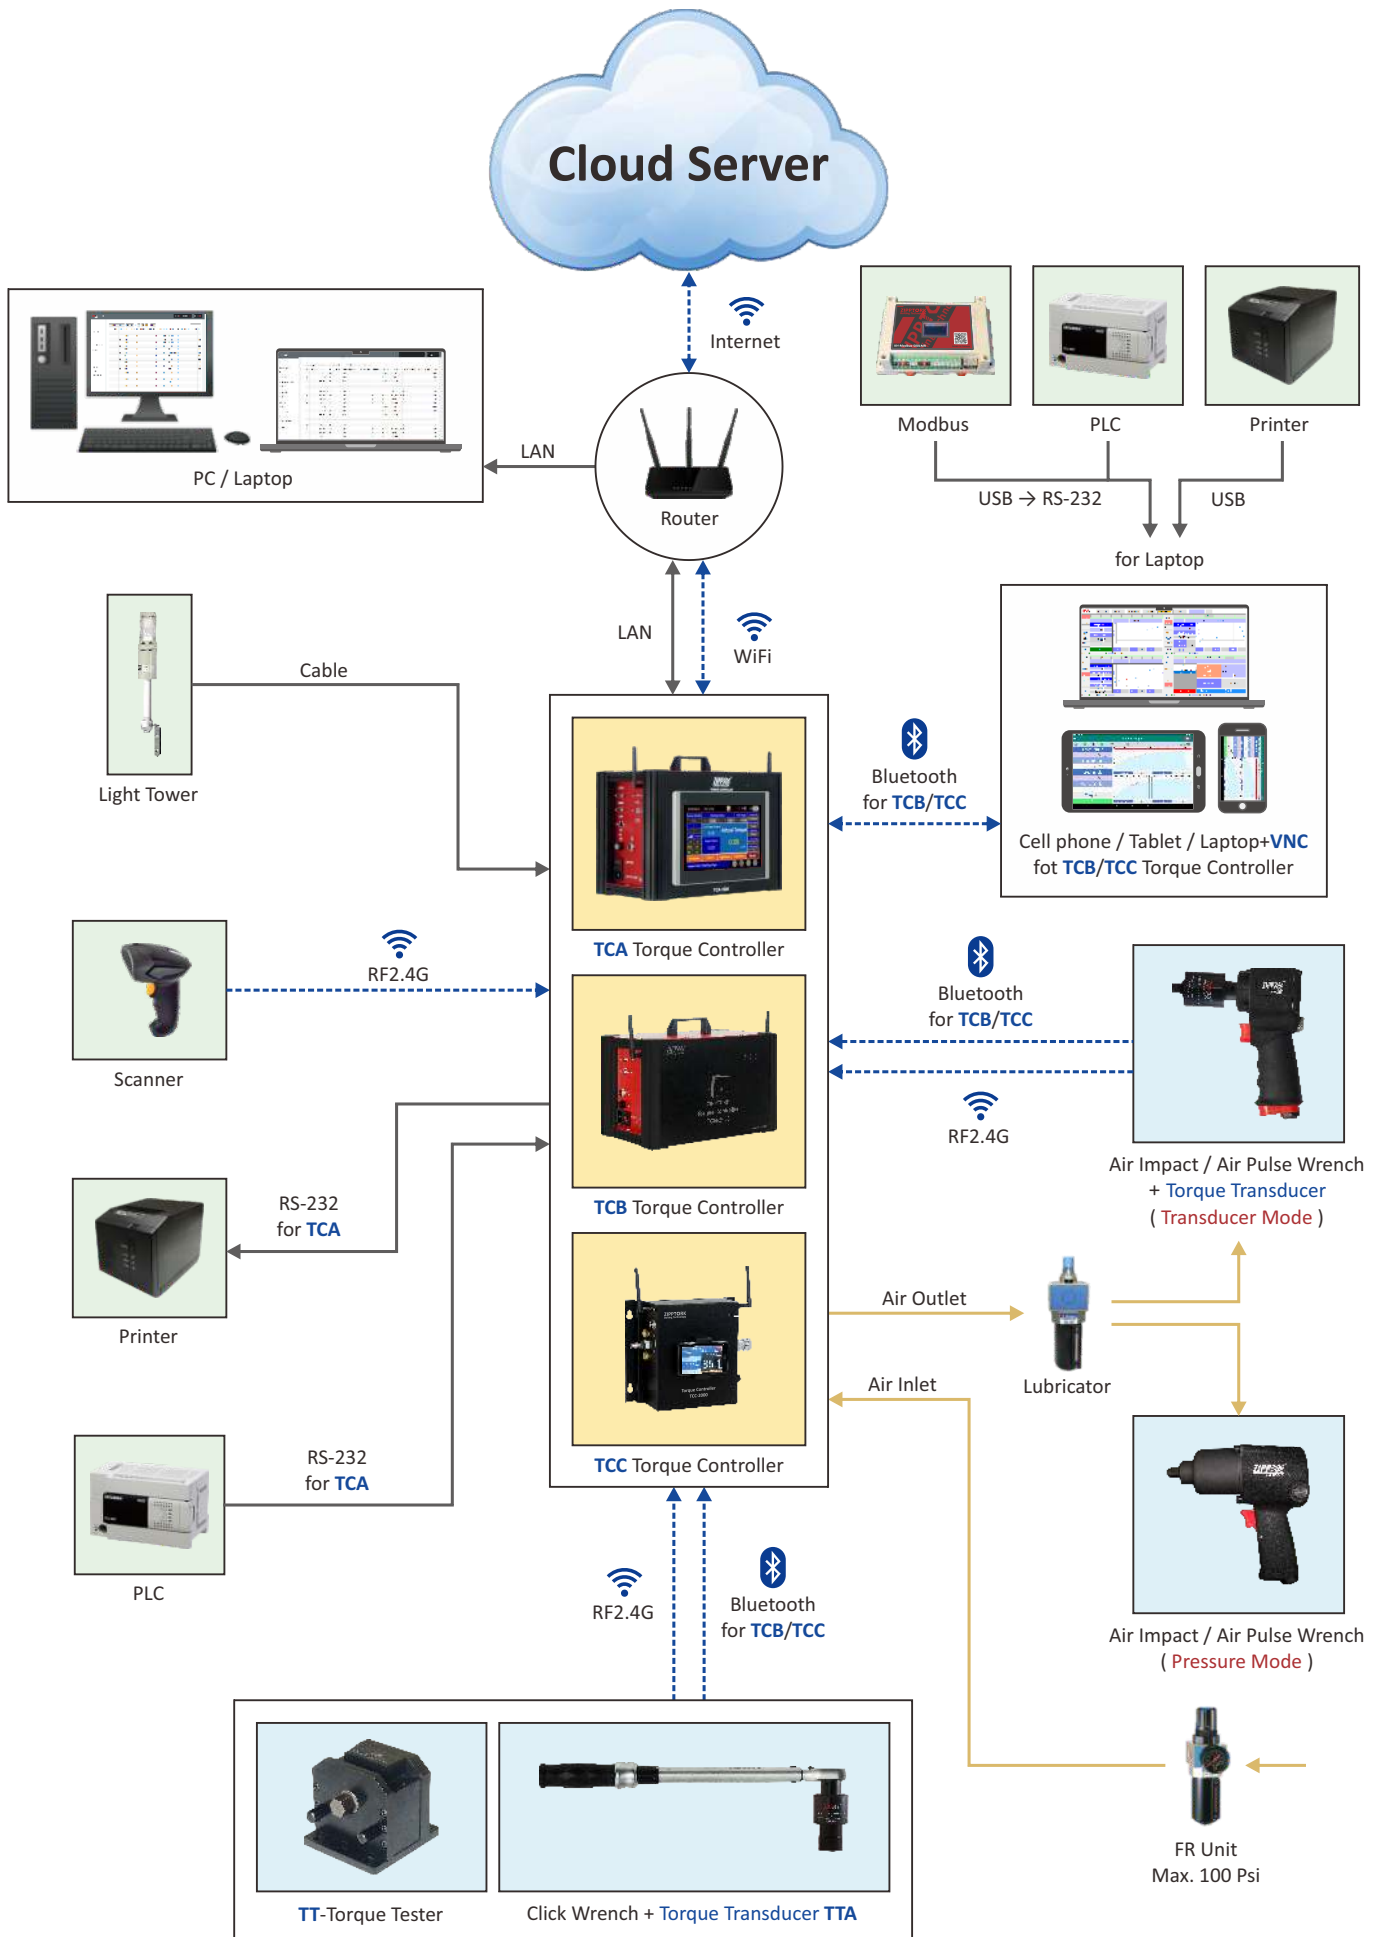 Cloud Server
Internet
Modbus
PLC
Printer
LAN
PC / Laptop
Router
USB → RS-232
USB
for Laptop
LAN
WiFi
Cable
Light Tower
Bluetooth
for TCB/TCC
Cell phone / Tablet / Laptop+VNC
fot TCB/TCC Torque Controller
TCA Torque Controller
RF2.4G
Scanner
Bluetooth
for TCB/TCC
RF2.4G
Air Impact / Air Pulse Wrench
+ Torque Transducer
( Transducer Mode )
RS-232
for TCA
Printer
TCB Torque Controller
Air Outlet
Air Inlet
Lubricator
ZIPPTORK
Torque Controller
TCC-2000
TCC Torque Controller
RS-232
for TCA
PLC
RF2.4G
Bluetooth
for TCB/TCC
Air Impact / Air Pulse Wrench
( Pressure Mode )
FR Unit
Max. 100 Psi
TT-Torque Tester
Click Wrench + Torque Transducer TTA